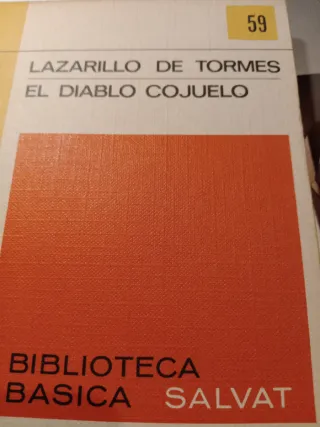 59
LAZARILLO DE TORMES
EL DIABLO COJUELO
BIBLIOTECA
BASICA SALVAT